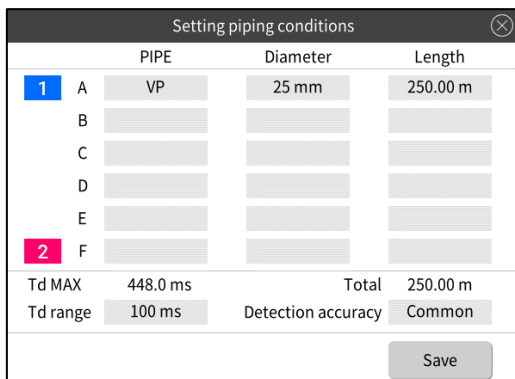 Setting piping conditions
PIPE Diameter Length
1 A VP 25 mm 250.00 m
B
C
D
E
2 F
Td MAX 448.0 ms Total 250.00 m
Td range 100 ms Detection accuracy Common
Save